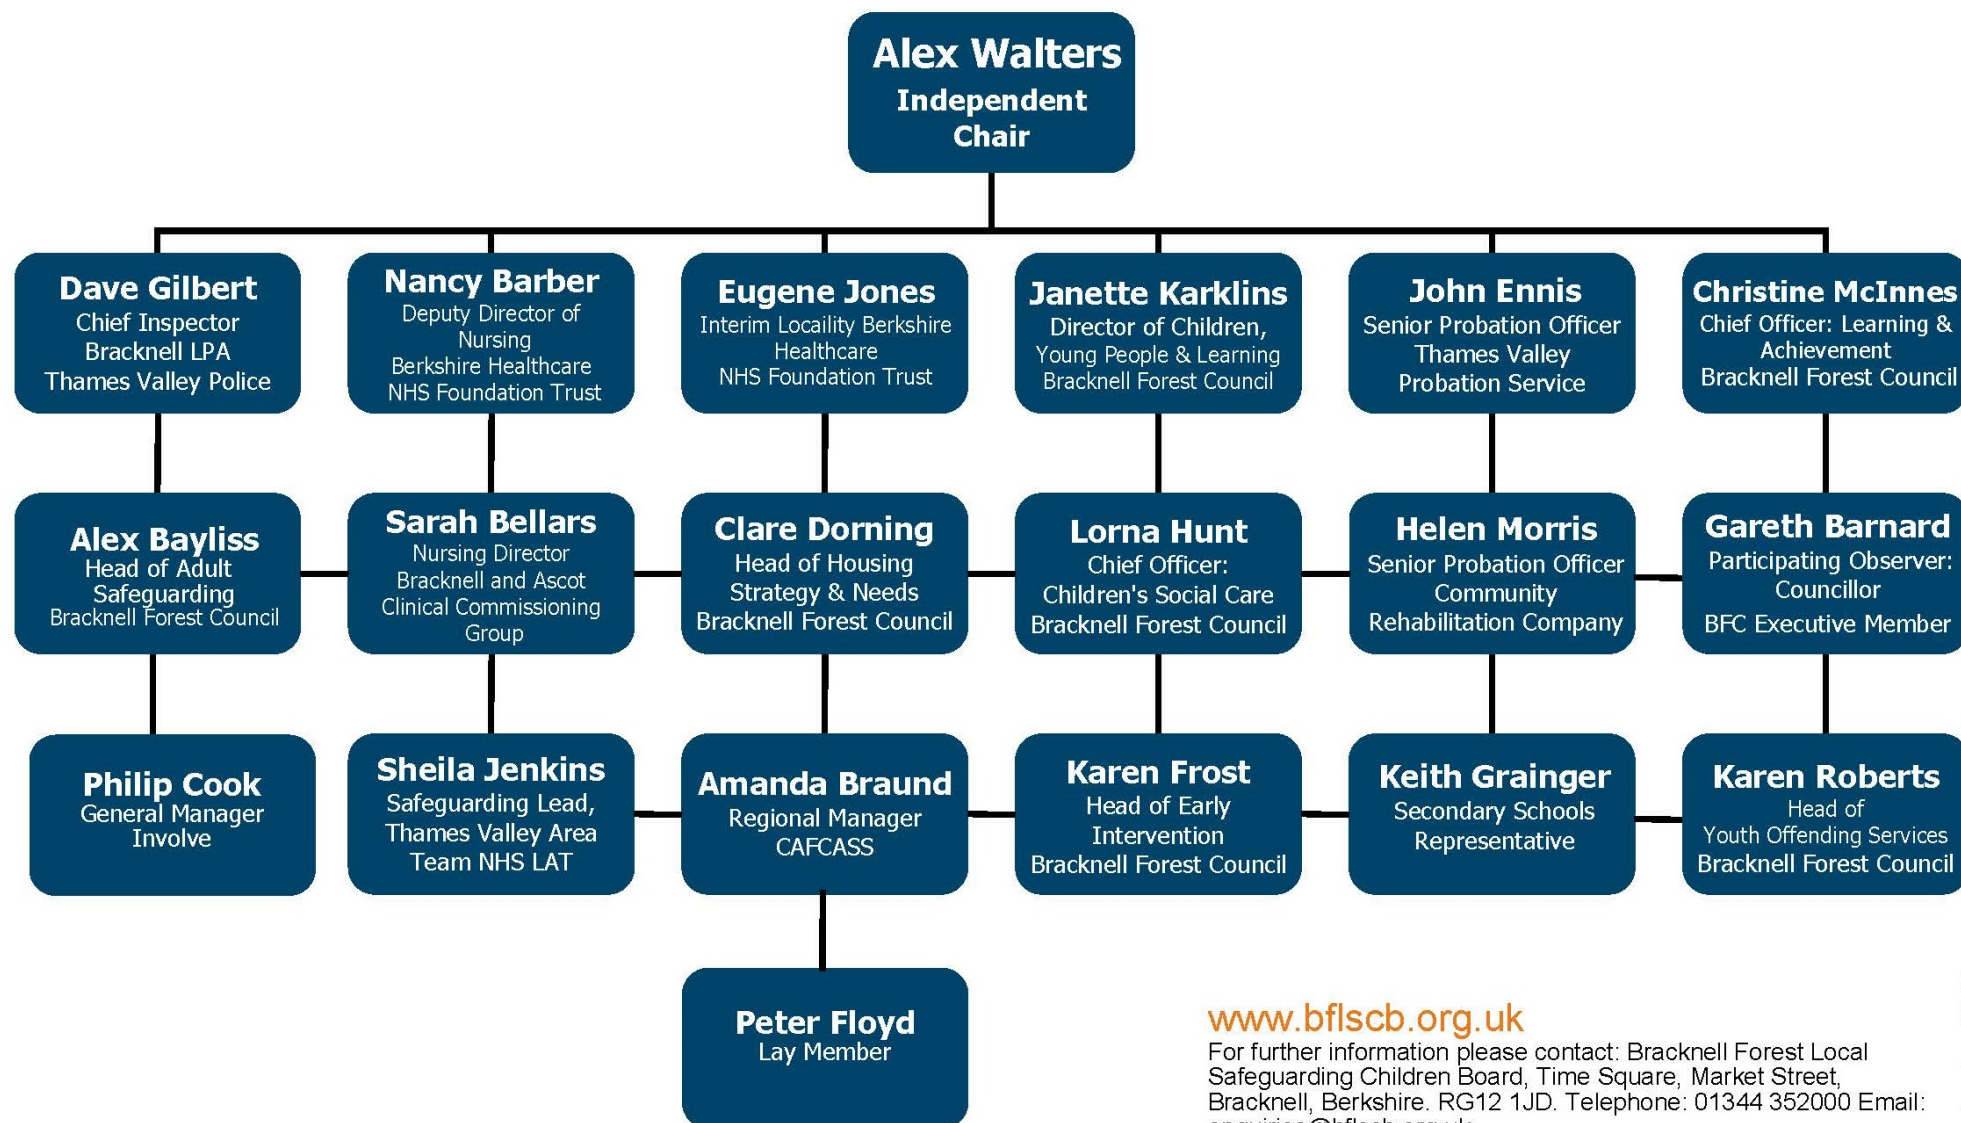 Alex Walters
Independent
Chair
Dave Gilbert
Chief Inspector
Bracknell LPA
Thames Valley Police
Nancy Barber
Deputy Director of
Nursing
Berkshire Healthcare
NHS Foundation Trust
Eugene Jones
Interim Locaility Berkshire
Healthcare
NHS Foundation Trust
Janette Karklins
Director of Children,
Young People & Learning
Bracknell Forest Council
John Ennis
Senior Probation Officer
Thames Valley
Probation Service
Christine McInnes
Chief Officer: Learning &
Achievement
Bracknell Forest Council
Alex Bayliss
Head of Adult
Safeguarding
Bracknell Forest Council
Sarah Bellars
Nursing Director
Bracknell and Ascot
Clinical Commissioning
Group
Clare Dorning
Head of Housing
Strategy & Needs
Bracknell Forest Council
Lorna Hunt
Chief Officer:
Children's Social Care
Bracknell Forest Council
Helen Morris
Senior Probation Officer
Community
Rehabilitation Company
Gareth Barnard
Participating Observer:
Councillor
BFC Executive Member
Philip Cook
General Manager
Involve
Sheila Jenkins
Safeguarding Lead,
Thames Valley Area
Team NHS LAT
Amanda Braund
Regional Manager
CAFCASS
Karen Frost
Head of Early
Intervention
Bracknell Forest Council
Keith Grainger
Secondary Schools
Representative
Karen Roberts
Head of
Youth Offending Services
Bracknell Forest Council
Peter Floyd
Lay Member
www.bflscb.org.uk
For further information please contact: Bracknell Forest Local
Safeguarding Children Board, Time Square, Market Street,
Bracknell, Berkshire. RG12 1JD. Telephone: 01344 352000 Email: